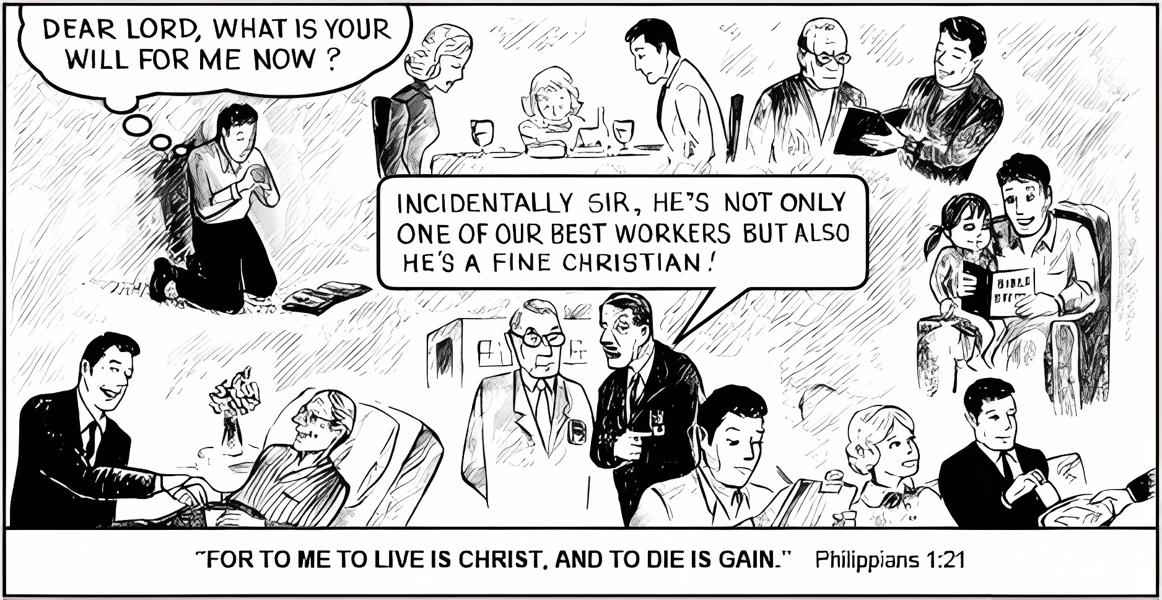 DEAR LORD, WHAT IS YOUR
WILL FOR ME NOW ?
INCIDENTALLY SIR, HE'S NOT ONLY
ONE OF OUR BEST WORKERS BUT ALSO
HE'S A FINE CHRISTIAN!
BIBLE
"FOR TO ME TO LIVE IS CHRIST, AND TO DIE IS GAIN." Philippians 1:21